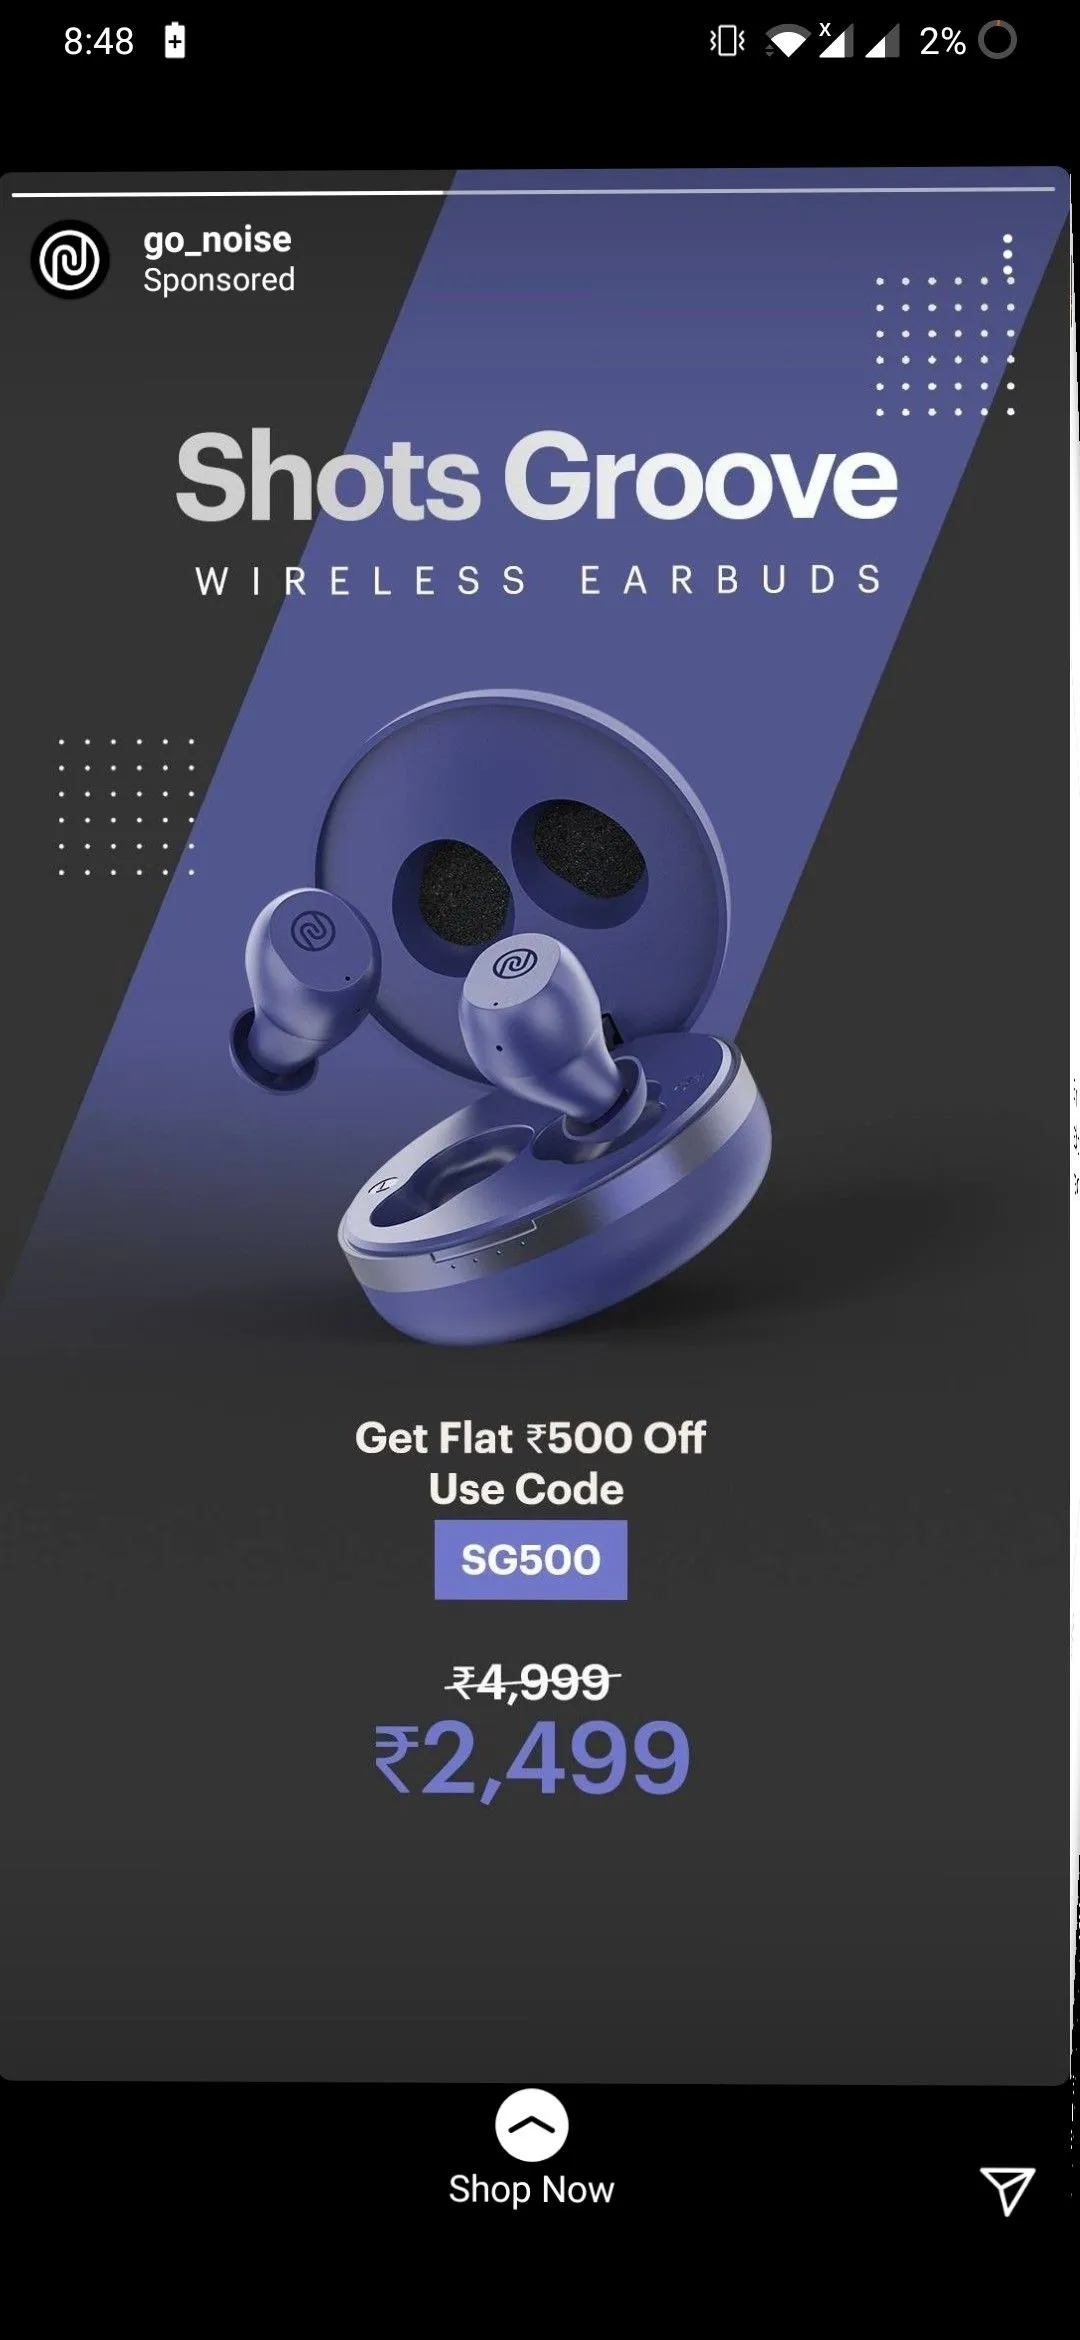 8:48
x
2%
go_noise
Sponsored
Shots Groove
WIRELESS EARBUDS
Get Flat ₹500 Off
Use Code
SG500
₹4,999
₹2,499
Shop Now